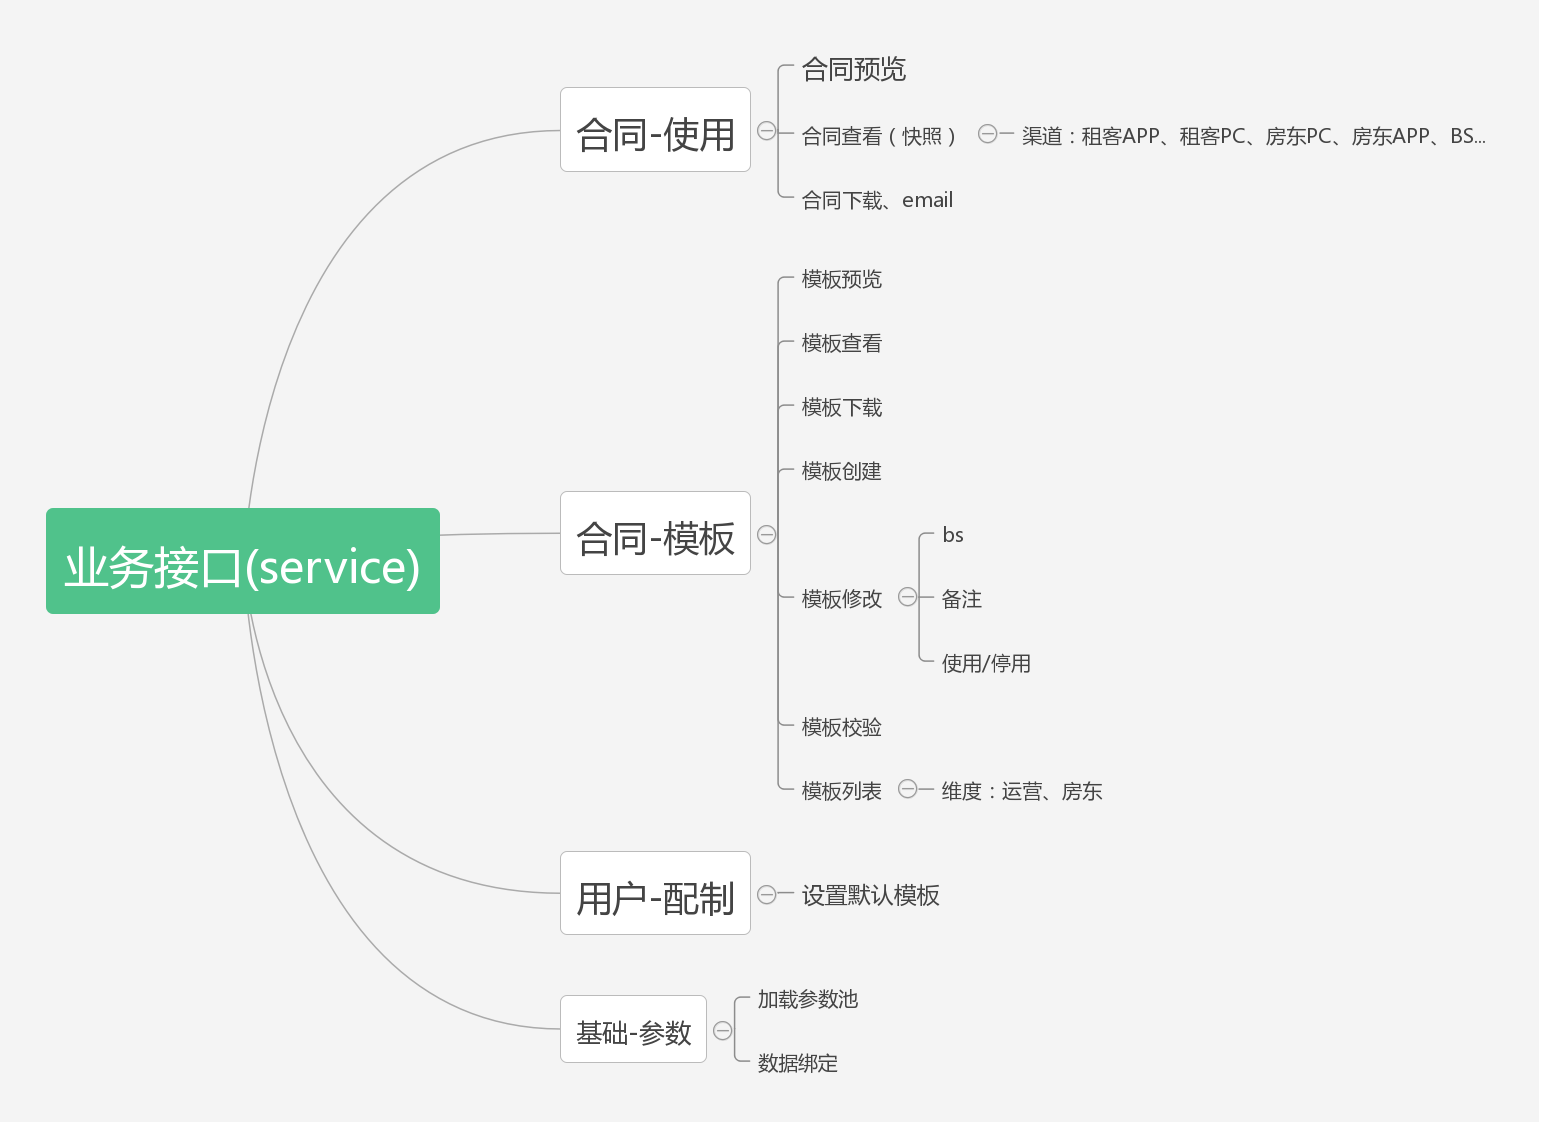 业务接口(service)
合同-使用
合同预览
合同查看（快照）
渠道：租客APP、租客PC、房东PC、房东APP、BS...
合同下载、email
合同-模板
模板预览
模板查看
模板下载
模板创建
模板修改
bs
备注
使用/停用
模板校验
模板列表
维度：运营、房东
用户-配制
设置默认模板
基础-参数
加载参数池
数据绑定